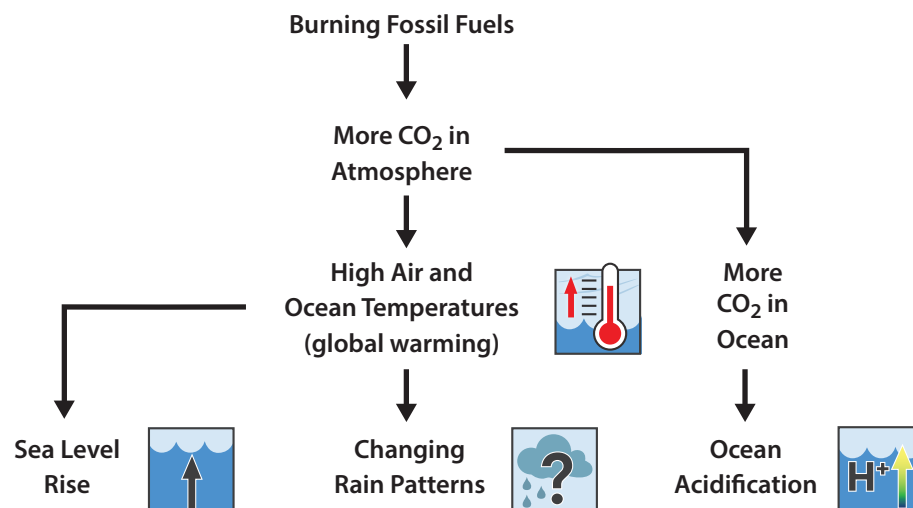 Burning Fossil Fuels
More CO₂ in
Atmosphere
High Air and
Ocean Temperatures
(global warming)
More
CO₂ in
Ocean
Sea Level
Rise
Changing
Rain Patterns
?
Ocean
Acidification
H⁺